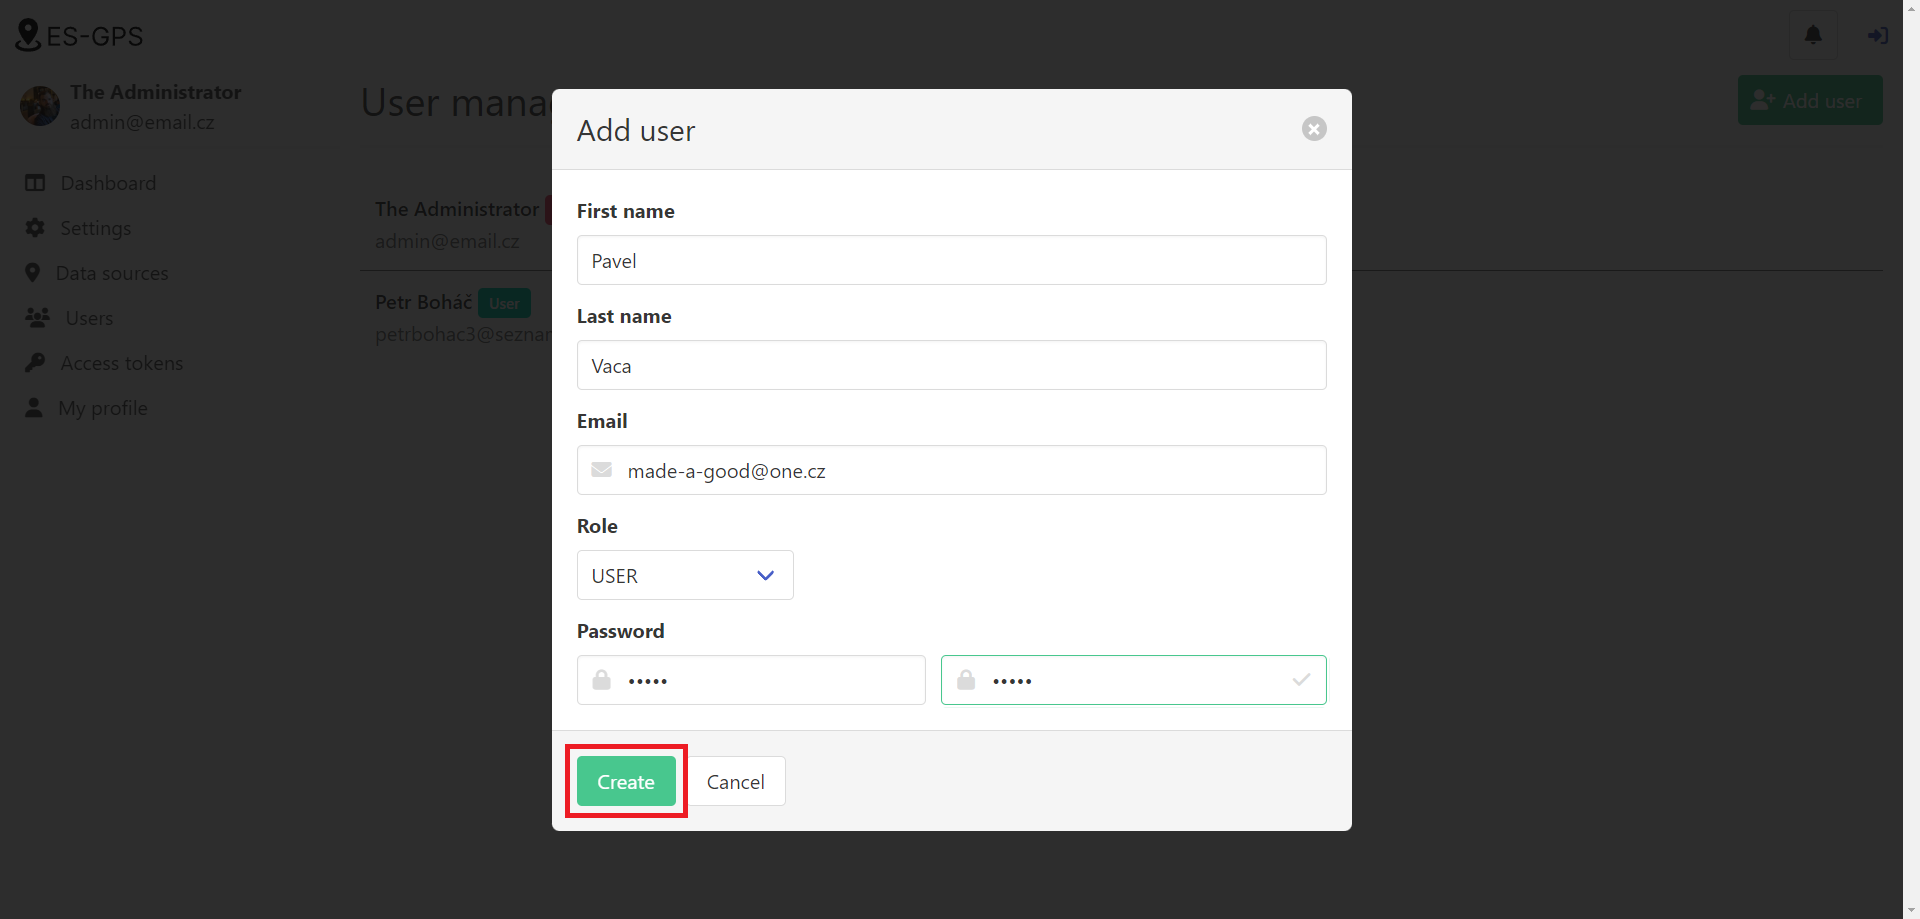 ES-GPS
The Administrator
admin@email.cz
Dashboard
Settings
Data sources
Users
Access tokens
My profile
User mana
Add user
The Administrator
admin@email.cz
Petr Boháč User
petrbohac3@sezna
Add user
First name
Pavel
Last name
Vaca
Email
made-a-good@one.cz
Role
USER
Password
••••• •••••
Create Cancel